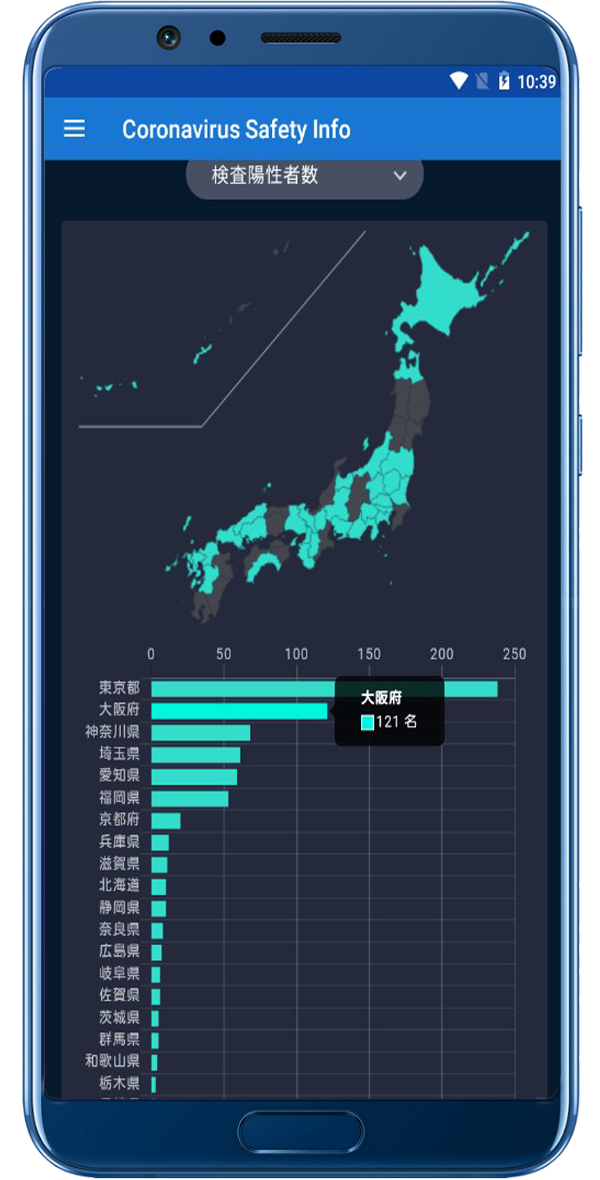 10:39
Coronavirus Safety Info
検査陽性者数
0 50 100 150 200 250
東京都
大阪府
大阪府
121 名
神奈川県
埼玉県
愛知県
福岡県
京都府
兵庫県
滋賀県
北海道
静岡県
奈良県
広島県
岐阜県
佐賀県
茨城県
群馬県
和歌山県
栃木県